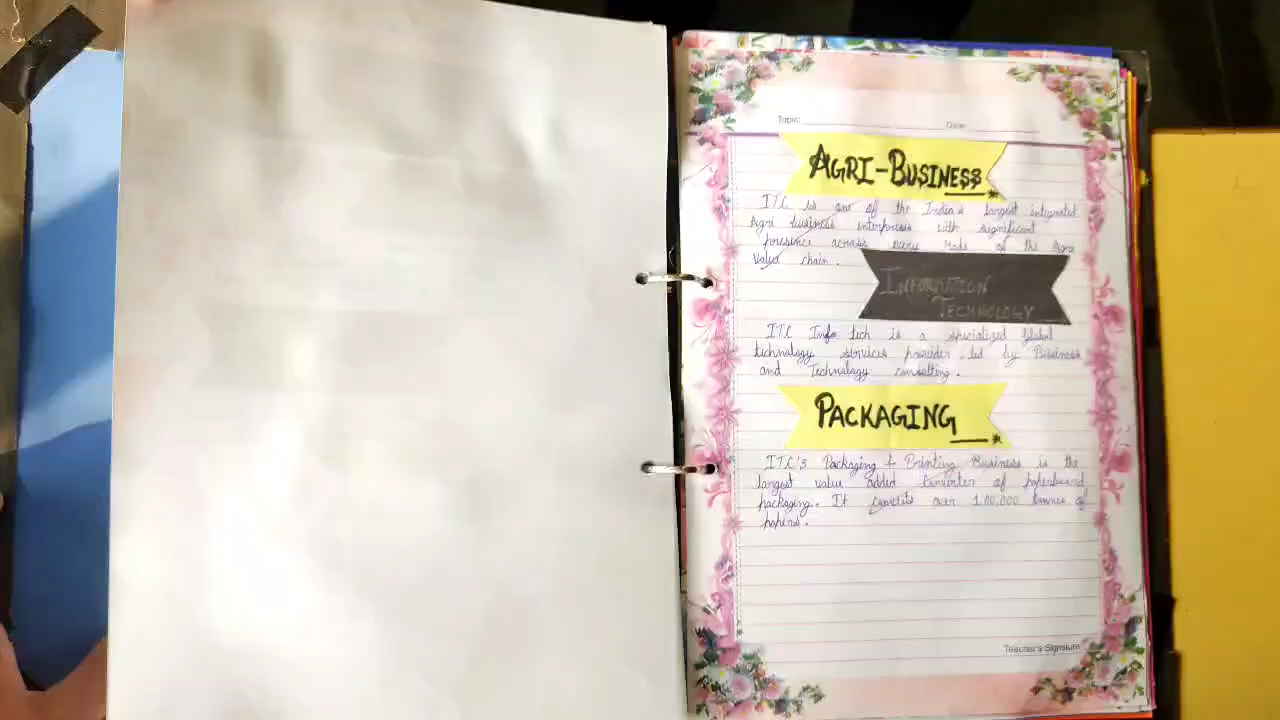 Topic: Date:
AGRI-BUSINESS
ITC is one of the India's largest integrated
Agri business enterprises with significant
presence across every node of the Agri
value chain.
INFORMATION
TECHNOLOGY
ITC Info tech is a specialized global
technology services provider, led by Business
and Technology consulting.
PACKAGING
ITC's Packaging & Printing Business is the
largest value added converter of paperboard
packaging. It converts over 1,00,000 tonnes of
papers.
Teacher's Signature